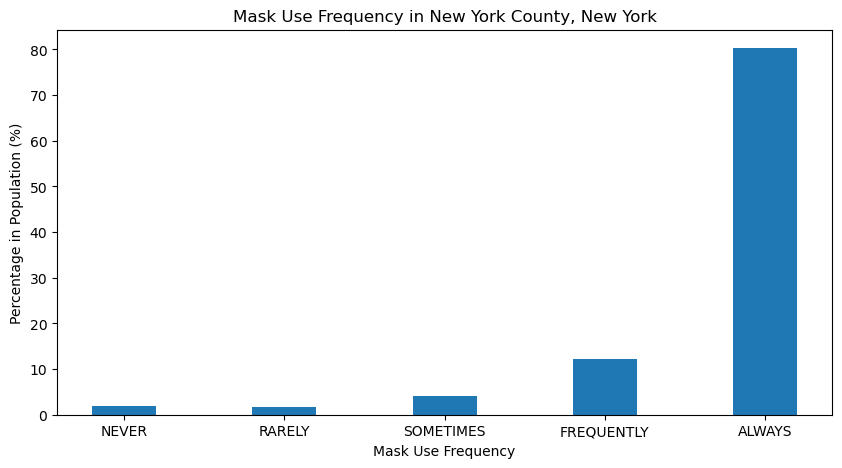 Mask Use Frequency in New York County, New York
Percentage in Population (%)
80
70
60
50
40
30
20
10
0
NEVER RARELY SOMETIMES FREQUENTLY ALWAYS
Mask Use Frequency